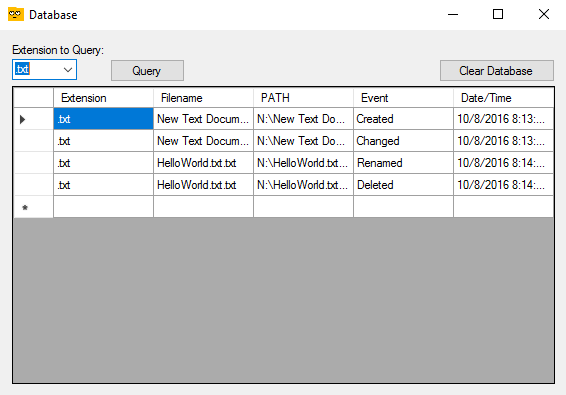 Database
Extension to Query:
.txt
Query
Clear Database
Extension Filename PATH Event Date/Time
.txt New Text Docum... N:\New Text Do... Created 10/8/2016 8:13:...
.txt New Text Docum... N:\New Text Do... Changed 10/8/2016 8:13:...
.txt HelloWorld.txt.txt N:\HelloWorld.txt... Renamed 10/8/2016 8:14:...
.txt HelloWorld.txt.txt N:\HelloWorld.txt... Deleted 10/8/2016 8:14:...